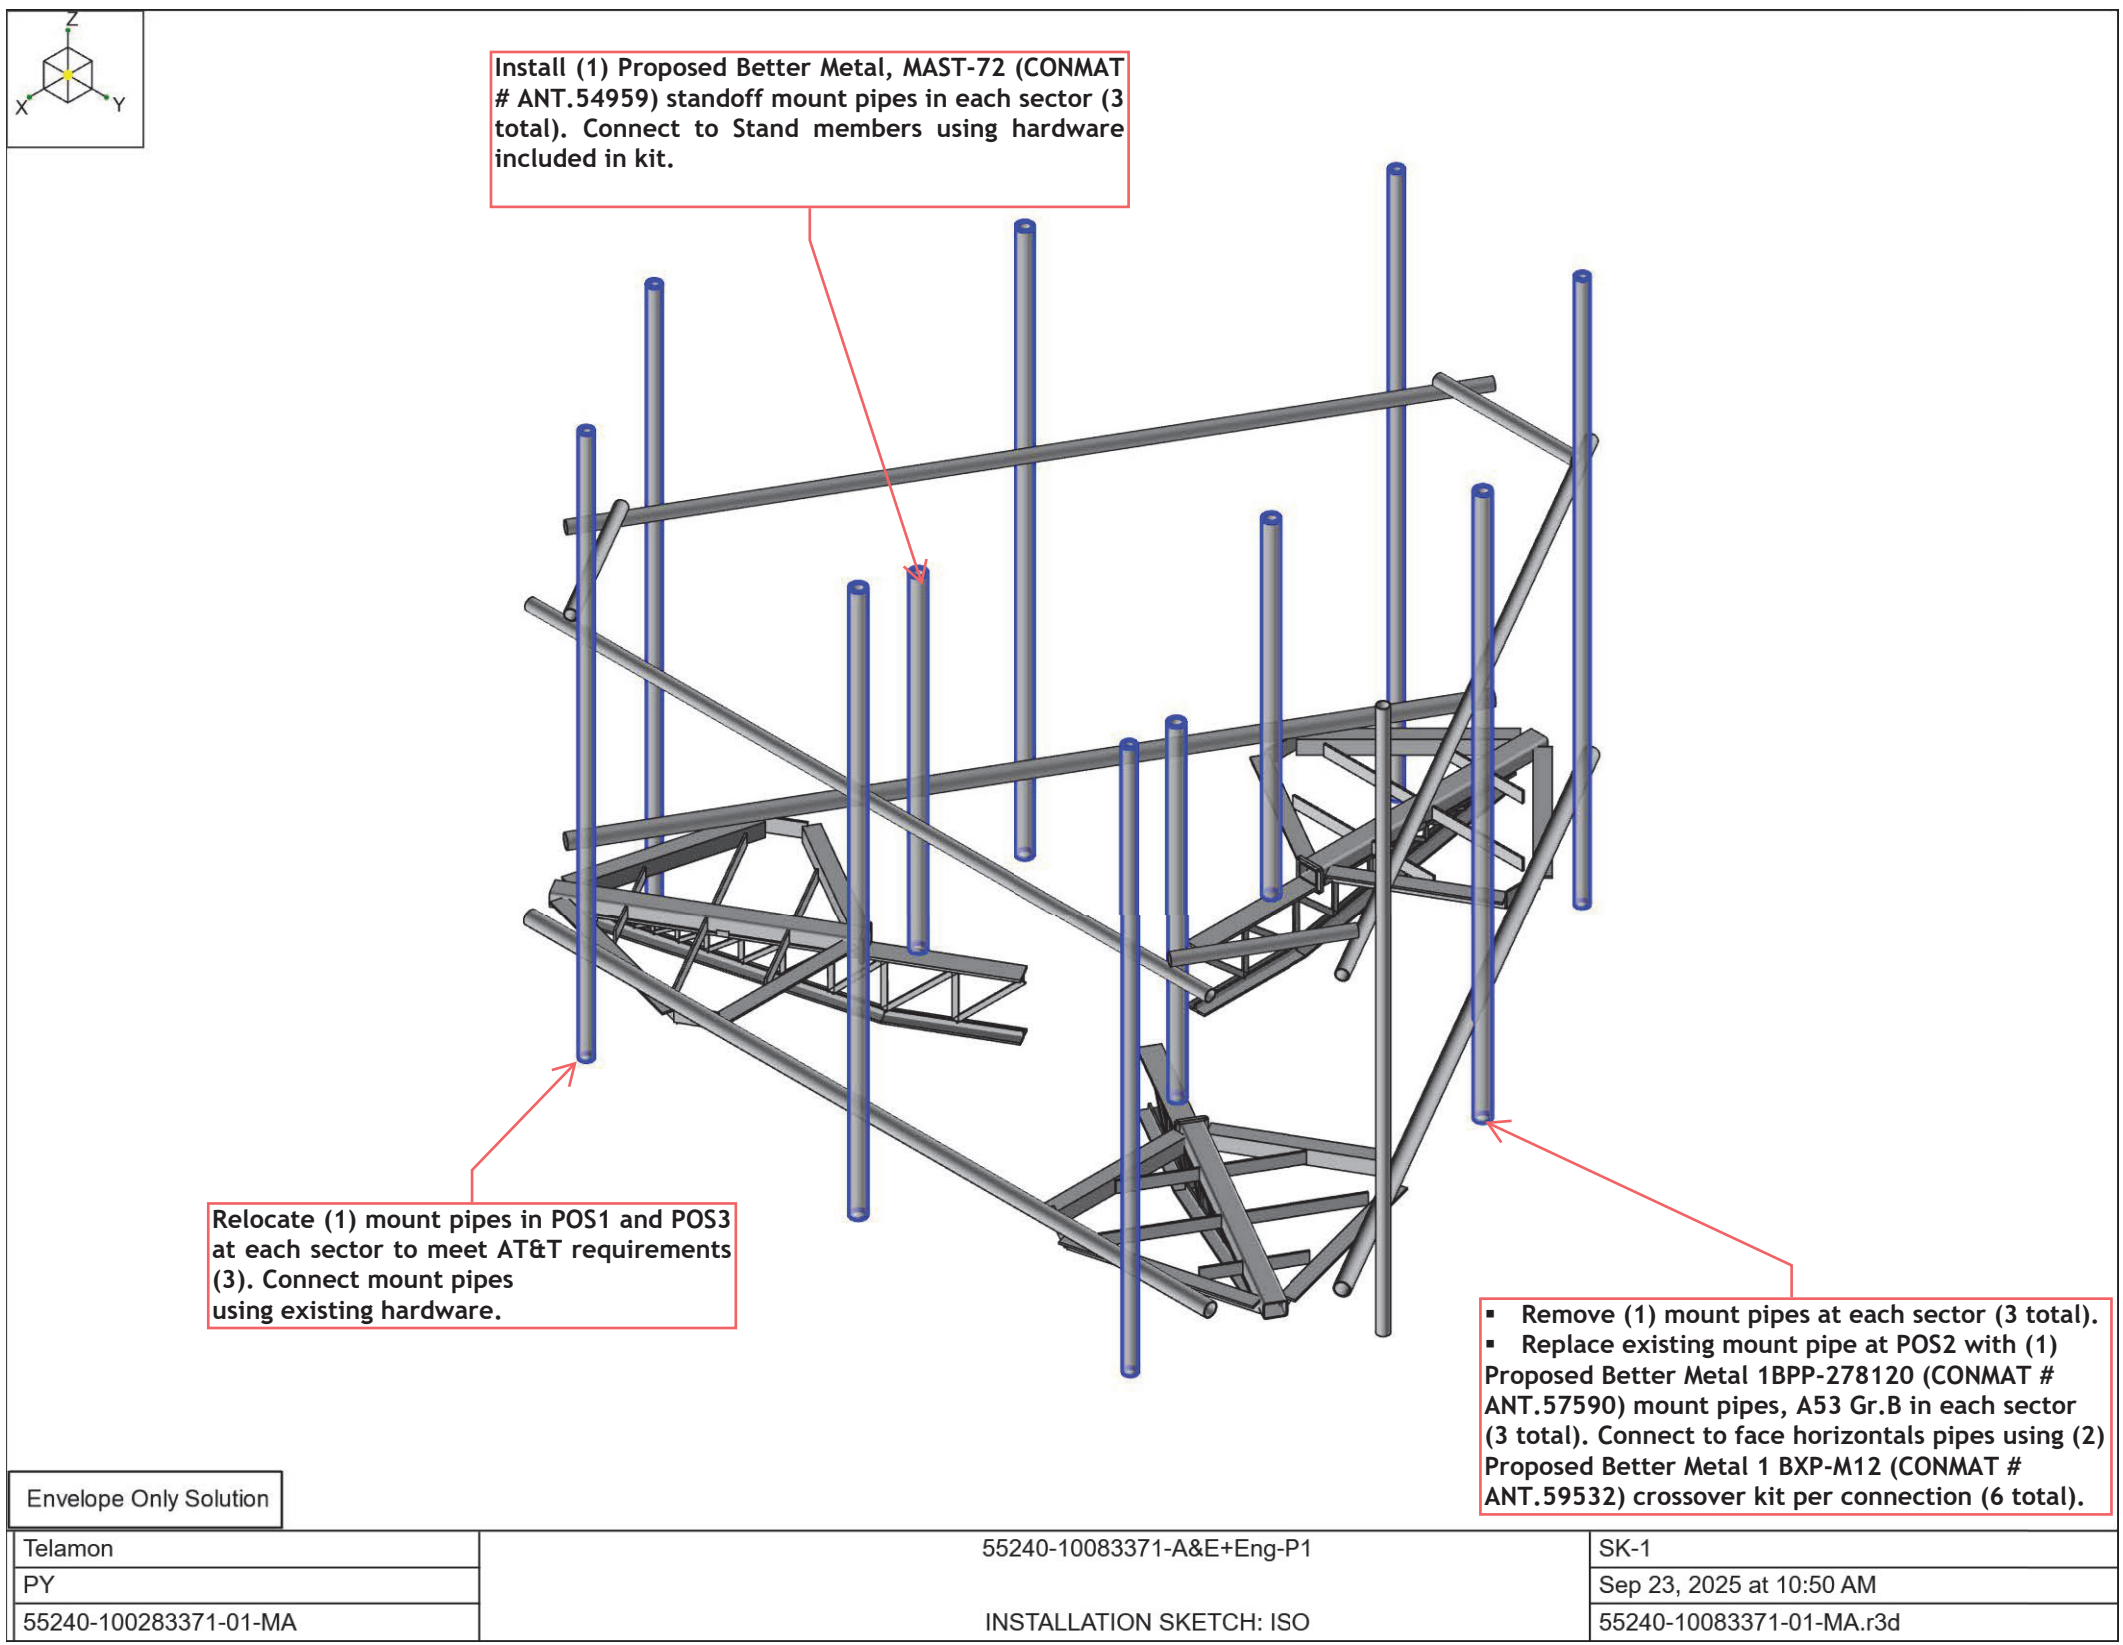 Z
X
Y
Install (1) Proposed Better Metal, MAST-72 (CONMAT
# ANT.54959) standoff mount pipes in each sector (3
total). Connect to Stand members using hardware
included in kit.
Relocate (1) mount pipes in POS1 and POS3
at each sector to meet AT&T requirements
(3). Connect mount pipes
using existing hardware.
▪ Remove (1) mount pipes at each sector (3 total).
▪ Replace existing mount pipe at POS2 with (1)
Proposed Better Metal 1BPP-278120 (CONMAT #
ANT.57590) mount pipes, A53 Gr.B in each sector
(3 total). Connect to face horizontals pipes using (2)
Proposed Better Metal 1 BXP-M12 (CONMAT #
ANT.59532) crossover kit per connection (6 total).
Envelope Only Solution
Telamon
PY
55240-100283371-01-MA
55240-10083371-A&E+Eng-P1
INSTALLATION SKETCH: ISO
SK-1
Sep 23, 2025 at 10:50 AM
55240-10083371-01-MA.r3d